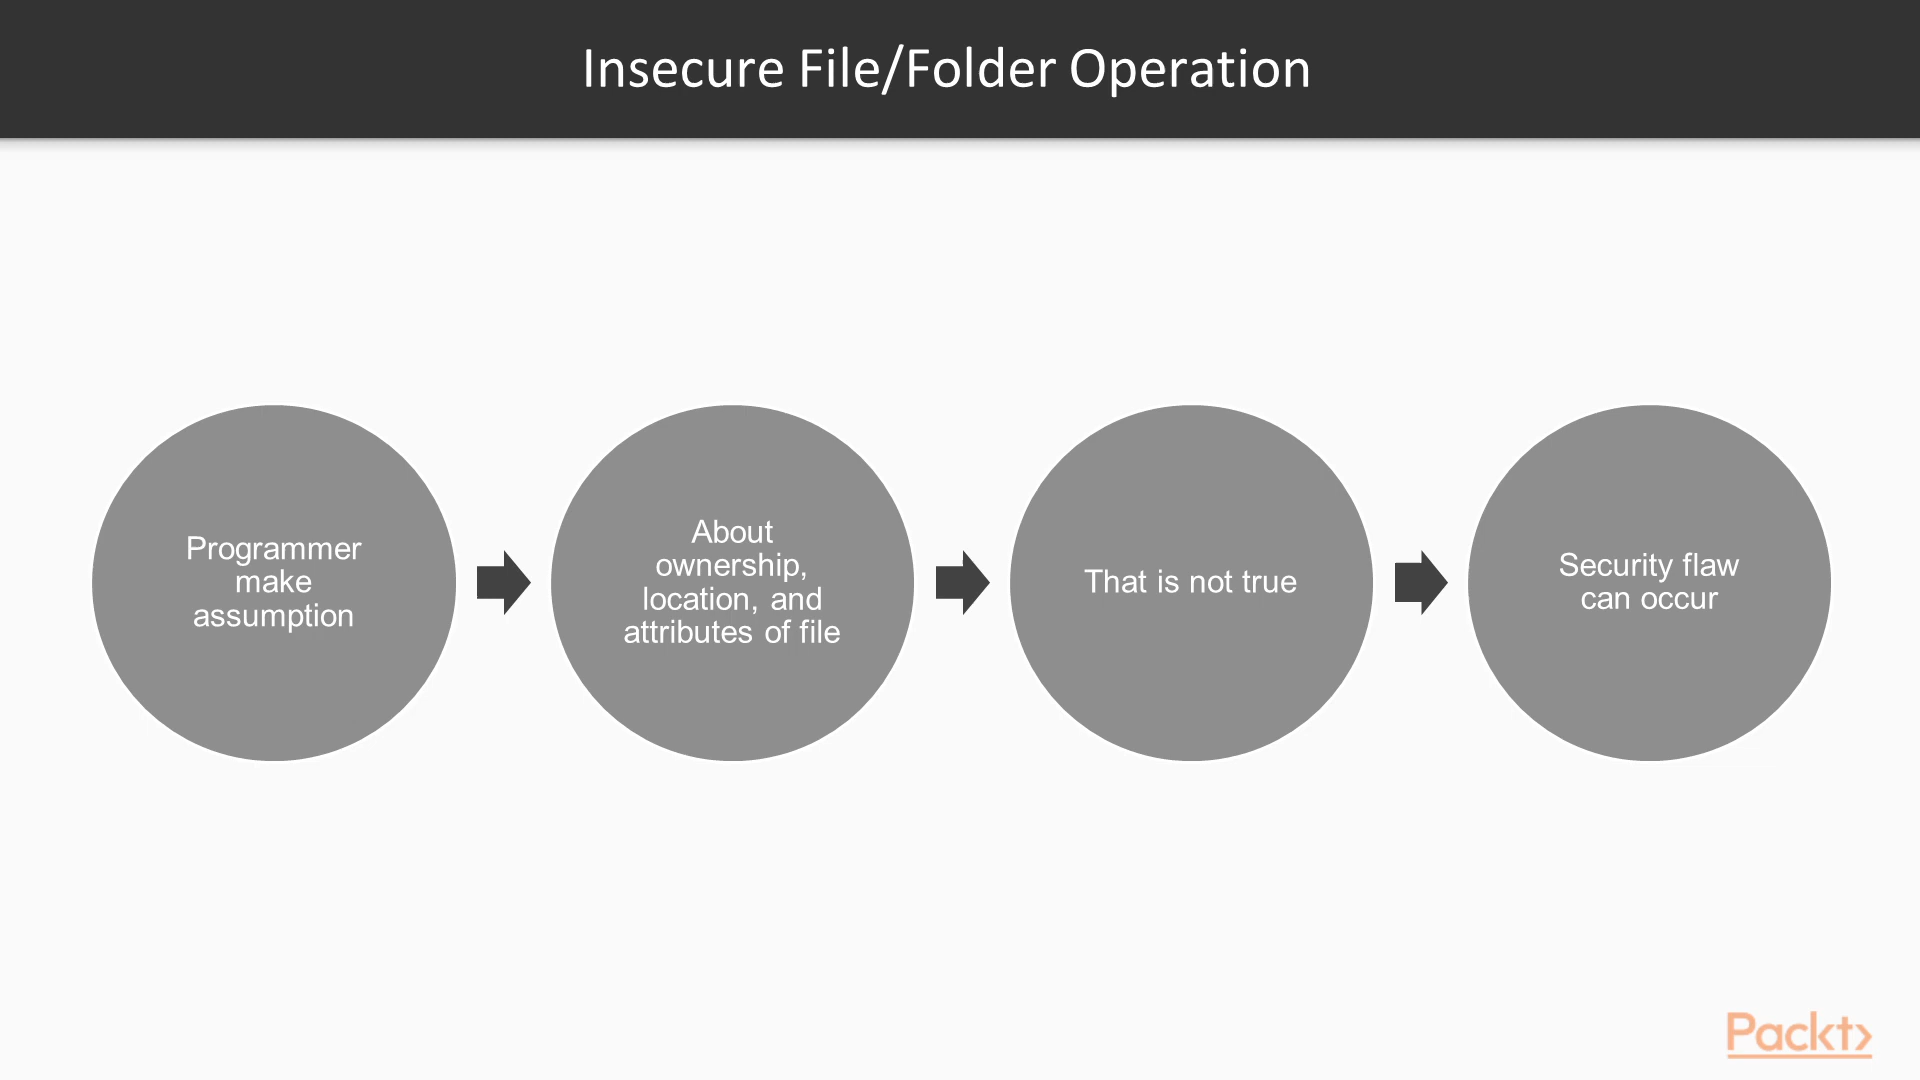 Insecure File/Folder Operation
Programmer
make
assumption
About
ownership,
location, and
attributes of file
That is not true
Security flaw
can occur
Packt>